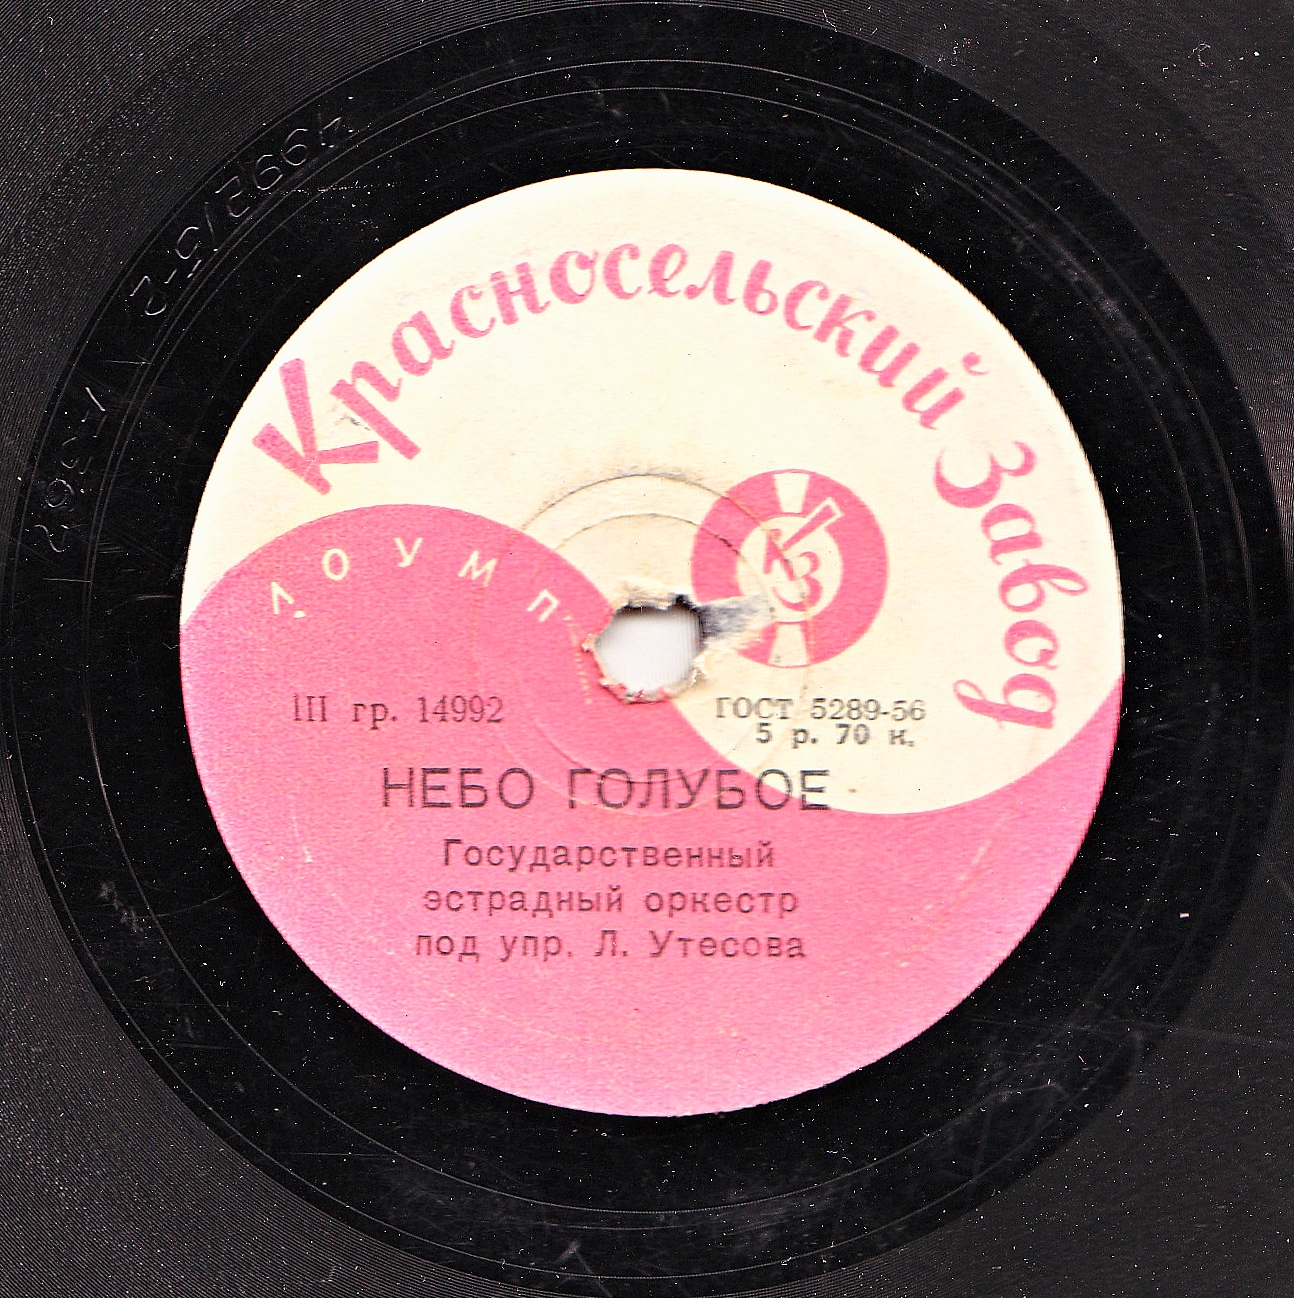 Красносельский Завод
ЛОУМП
КЗ
III гр. 14992
ГОСТ 5289-56
5 р. 70 к.
НЕБО ГОЛУБОЕ
Государственный
эстрадный оркестр
под упр. Л. Утесова